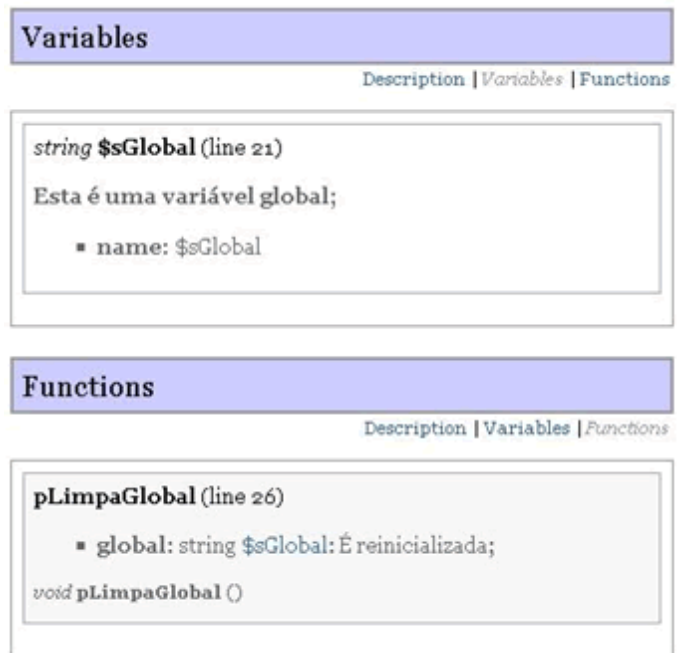 Variables
Description | Variables | Functions
string $sGlobal (line 21)
Esta é uma variável global;
▪ name: $sGlobal
Functions
Description | Variables | Functions
pLimpaGlobal (line 26)
▪ global: string $sGlobal: É reinicializada;
void pLimpaGlobal ()